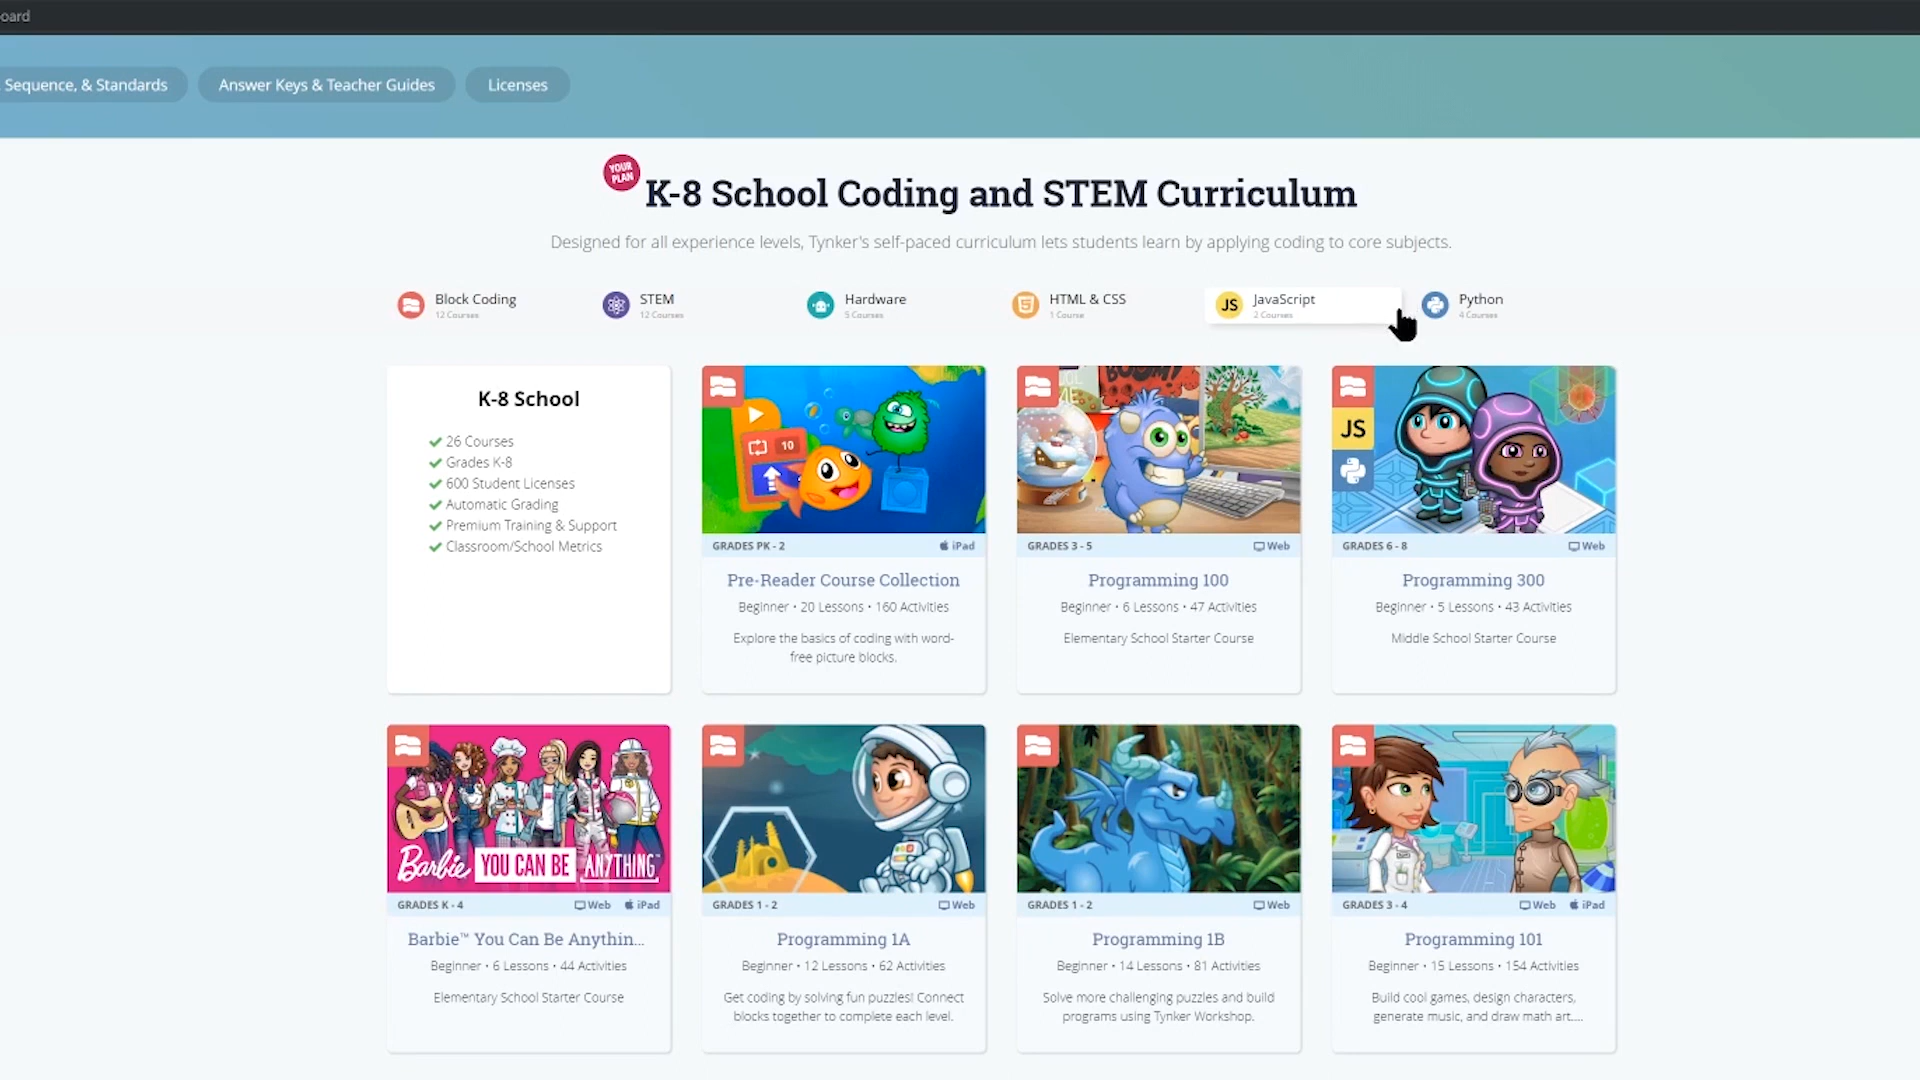 oard
Sequence, & Standards
Answer Keys & Teacher Guides
Licenses
YOUR
PLAN
K-8 School Coding and STEM Curriculum
Designed for all experience levels, Tynker's self-paced curriculum lets students learn by applying coding to core subjects.
Block Coding
12 Courses
STEM
12 Courses
Hardware
5 Courses
HTML & CSS
1 Course
JS
JavaScript
2 Courses
Python
4 Courses
K-8 School
26 Courses
Grades K-8
600 Student Licenses
Automatic Grading
Premium Training & Support
Classroom/School Metrics
10
GRADES PK - 2
iPad
Pre-Reader Course Collection
Beginner • 20 Lessons • 160 Activities
Explore the basics of coding with word-
free picture blocks.
BOOM!
GRADES 3 - 5
Web
Programming 100
Beginner • 6 Lessons • 47 Activities
Elementary School Starter Course
JS
GRADES 6 - 8
Web
Programming 300
Beginner • 5 Lessons • 43 Activities
Middle School Starter Course
Barbie YOU CAN BE ANYTHING™
GRADES K - 4
Web
iPad
Barbie™ You Can Be Anythin...
Beginner • 6 Lessons • 44 Activities
Elementary School Starter Course
GRADES 1 - 2
Web
Programming 1A
Beginner • 12 Lessons • 62 Activities
Get coding by solving fun puzzles! Connect
blocks together to complete each level.
GRADES 1 - 2
Web
Programming 1B
Beginner • 14 Lessons • 81 Activities
Solve more challenging puzzles and build
programs using Tynker Workshop.
GRADES 3 - 4
Web
iPad
Programming 101
Beginner • 15 Lessons • 154 Activities
Build cool games, design characters,
generate music, and draw math art....